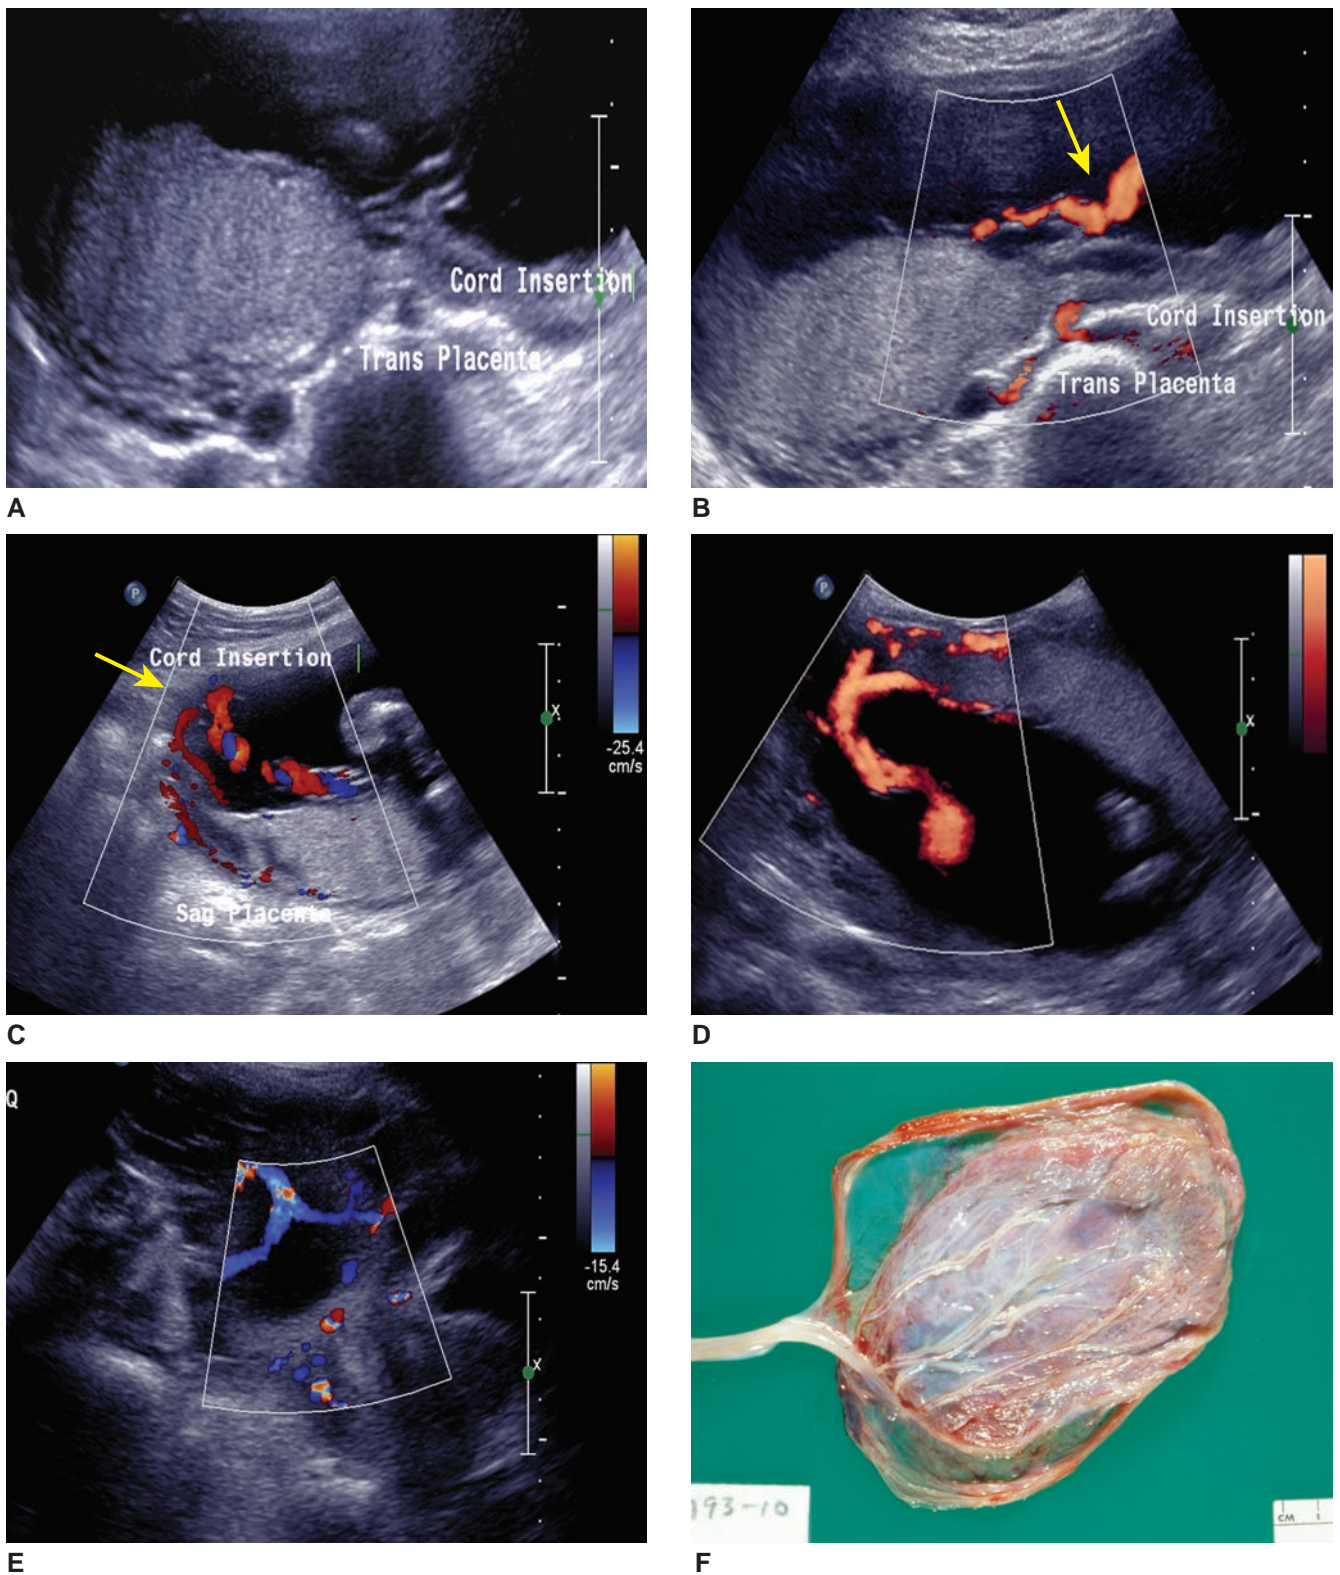 Cord Insertion
Trans Placenta
A
X
Cord Insertion
Trans Placenta
B
P
Cord Insertion
X
-25.4
cm/s
Sag Placenta
C
P
X
D
Q
-15.4
cm/s
X
E
93-10
CM 1
F